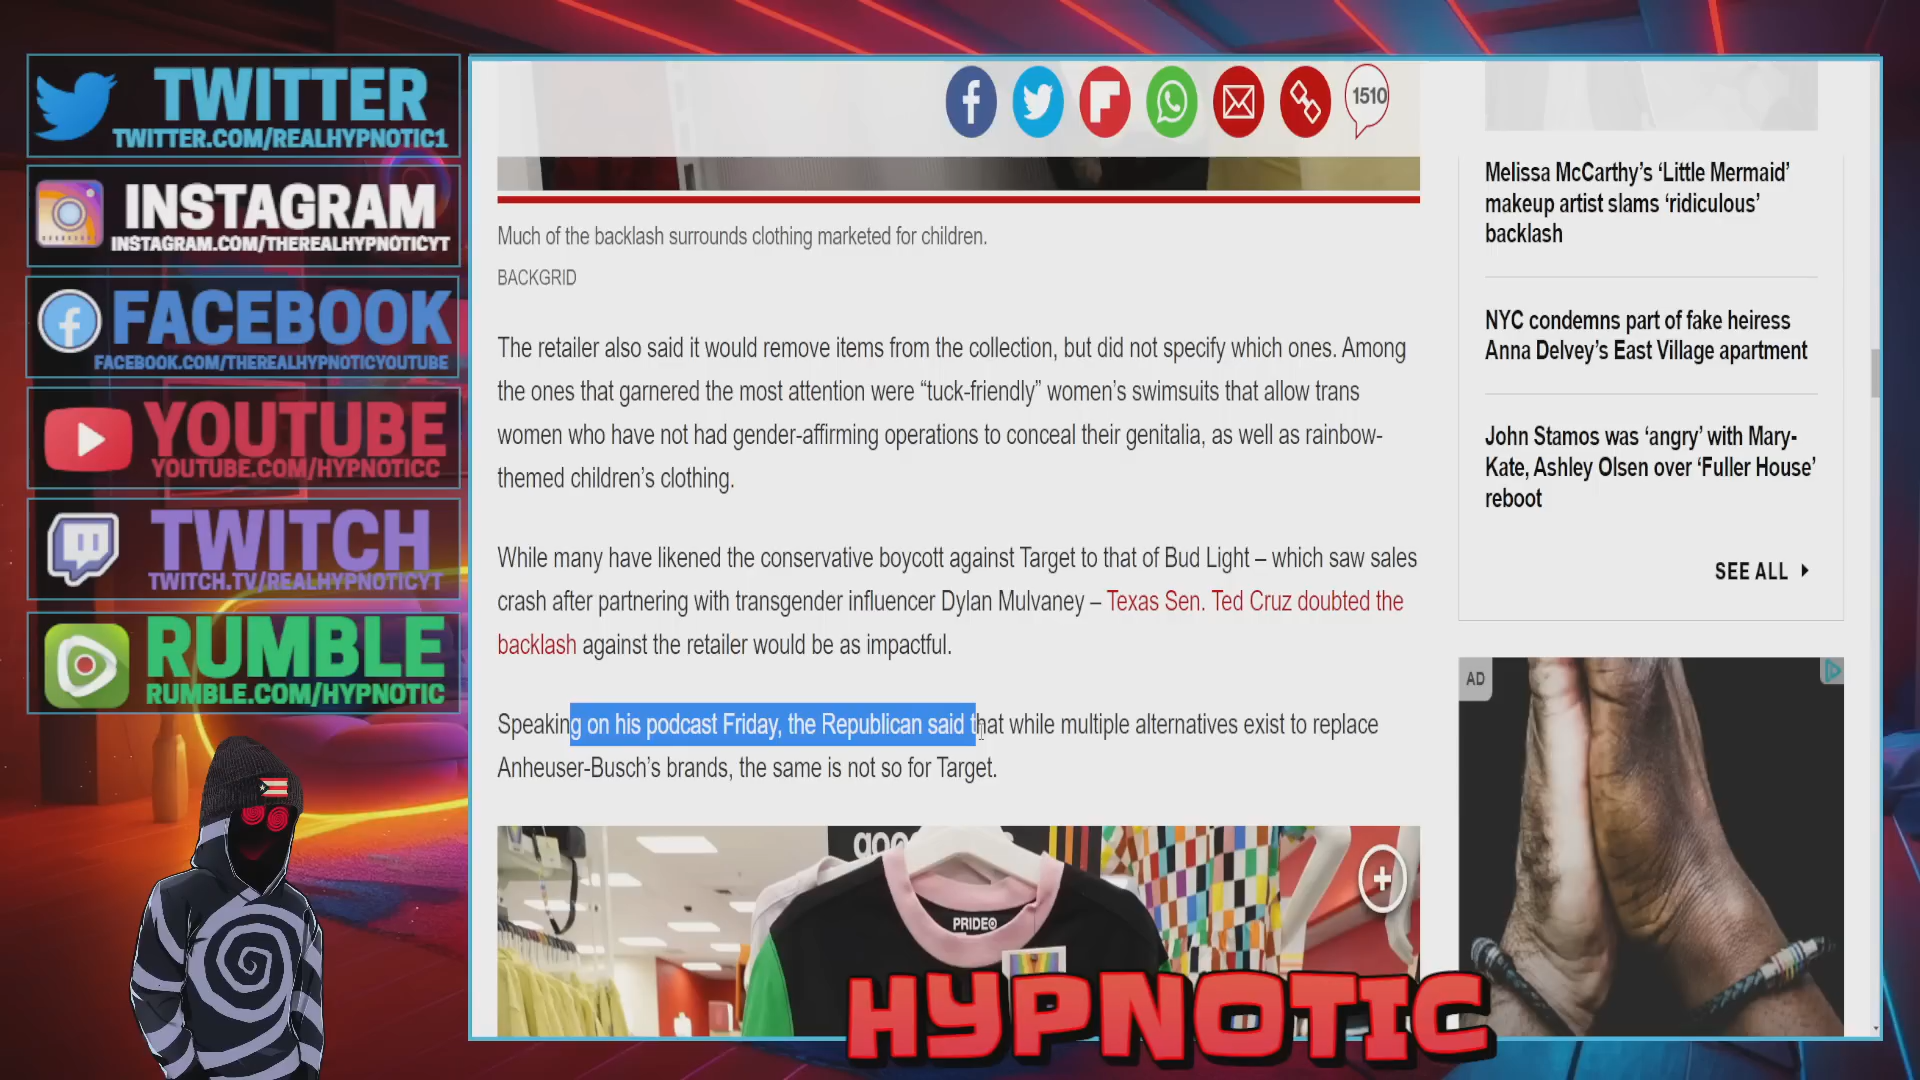 TWITTER
TWITTER.COM/REALHYPNOTIC1
INSTAGRAM
INSTAGRAM.COM/THEREALHYPNOTICYT
FACEBOOK
FACEBOOK.COM/THEREALHYPNOTICYOUTUBE
YOUTUBE
YOUTUBE.COM/HYPNOTICC
TWITCH
TWITCH.TV/REALHYPNOTICYT
RUMBLE
RUMBLE.COM/HYPNOTIC
1510
Much of the backlash surrounds clothing marketed for children.
BACKGRID
The retailer also said it would remove items from the collection, but did not specify which ones. Among
the ones that garnered the most attention were “tuck-friendly” women’s swimsuits that allow trans
women who have not had gender-affirming operations to conceal their genitalia, as well as rainbow-
themed children’s clothing.
While many have likened the conservative boycott against Target to that of Bud Light – which saw sales
crash after partnering with transgender influencer Dylan Mulvaney – Texas Sen. Ted Cruz doubted the
backlash against the retailer would be as impactful.
Speaking on his podcast Friday, the Republican said that while multiple alternatives exist to replace
Anheuser-Busch’s brands, the same is not so for Target.
PRIDE
Melissa McCarthy’s ‘Little Mermaid’
makeup artist slams ‘ridiculous’
backlash
NYC condemns part of fake heiress
Anna Delvey’s East Village apartment
John Stamos was ‘angry’ with Mary-
Kate, Ashley Olsen over ‘Fuller House’
reboot
SEE ALL
AD
HYPNOTIC